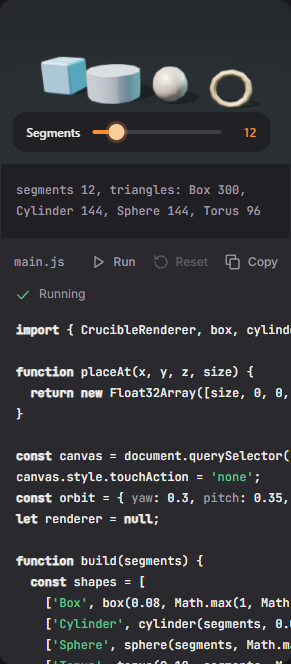 Segments 12
segments 12, triangles: Box 300,
Cylinder 144, Sphere 144, Torus 96
main.js Run Reset Copy
Running
import { CrucibleRenderer, box, cylinde
function placeAt(x, y, z, size) {
return new Float32Array([size, 0, 0,
}
const canvas = document.querySelector(
canvas.style.touchAction = 'none';
const orbit = { yaw: 0.3, pitch: 0.35,
let renderer = null;
function build(segments) {
const shapes = [
['Box', box(0.08, Math.max(1, Math
['Cylinder', cylinder(segments, 0.0
['Sphere', sphere(segments, Math.ma